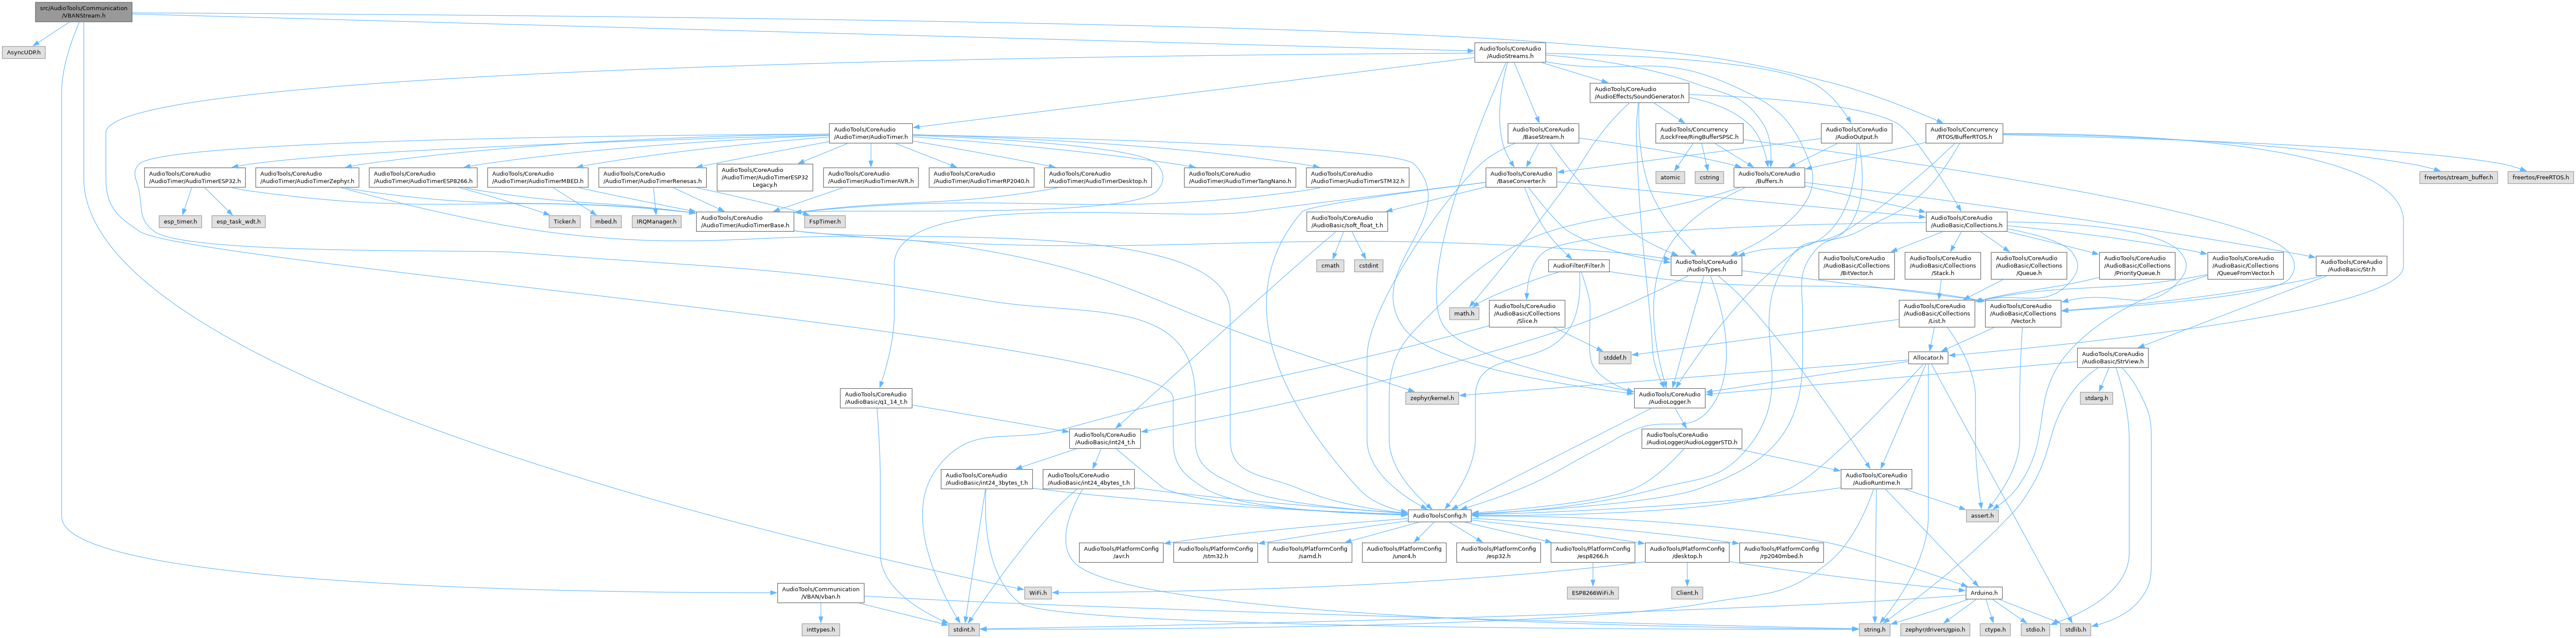 src/AudioTools/Communication
/VBANStream.h
AsyncUDP.h
AudioTools/CoreAudio
/AudioStreams.h
AudioTools/CoreAudio
/AudioEffects/SoundGenerator.h
AudioTools/CoreAudio
/AudioTimer/AudioTimer.h
AudioTools/CoreAudio
/BaseStream.h
AudioTools/Concurrency
/LockFree/RingBufferSPSC.h
AudioTools/CoreAudio
/AudioOutput.h
AudioTools/Concurrency
/RTOS/BufferRTOS.h
AudioTools/CoreAudio
/AudioTimer/AudioTimerESP32.h
AudioTools/CoreAudio
/AudioTimer/AudioTimerZephyr.h
AudioTools/CoreAudio
/AudioTimer/AudioTimerESP8266.h
AudioTools/CoreAudio
/AudioTimer/AudioTimerMBED.h
AudioTools/CoreAudio
/AudioTimer/AudioTimerRenesas.h
AudioTools/CoreAudio
/AudioTimer/AudioTimerESP32
Legacy.h
AudioTools/CoreAudio
/AudioTimer/AudioTimerAVR.h
AudioTools/CoreAudio
/AudioTimer/AudioTimerRP2040.h
AudioTools/CoreAudio
/AudioTimer/AudioTimerDesktop.h
AudioTools/CoreAudio
/AudioTimer/AudioTimerTangNano.h
AudioTools/CoreAudio
/AudioTimer/AudioTimerSTM32.h
AudioTools/CoreAudio
/BaseConverter.h
atomic
cstring
AudioTools/CoreAudio
/Buffers.h
freertos/stream_buffer.h
freertos/FreeRTOS.h
esp_timer.h
esp_task_wdt.h
Ticker.h
mbed.h
IRQManager.h
AudioTools/CoreAudio
/AudioTimer/AudioTimerBase.h
FspTimer.h
AudioTools/CoreAudio
/AudioBasic/soft_float_t.h
AudioTools/CoreAudio
/AudioBasic/Collections.h
cmath
cstdint
AudioFilter/Filter.h
AudioTools/CoreAudio
/AudioTypes.h
AudioTools/CoreAudio
/AudioBasic/Collections
/BitVector.h
AudioTools/CoreAudio
/AudioBasic/Collections
/Stack.h
AudioTools/CoreAudio
/AudioBasic/Collections
/Queue.h
AudioTools/CoreAudio
/AudioBasic/Collections
/PriorityQueue.h
AudioTools/CoreAudio
/AudioBasic/Collections
/QueueFromVector.h
AudioTools/CoreAudio
/AudioBasic/Str.h
math.h
AudioTools/CoreAudio
/AudioBasic/Collections
/Slice.h
AudioTools/CoreAudio
/AudioBasic/Collections
/List.h
AudioTools/CoreAudio
/AudioBasic/Collections
/Vector.h
stddef.h
Allocator.h
AudioTools/CoreAudio
/AudioBasic/StrView.h
AudioTools/CoreAudio
/AudioBasic/q1_14_t.h
zephyr/kernel.h
AudioTools/CoreAudio
/AudioLogger.h
stdarg.h
AudioTools/CoreAudio
/AudioBasic/int24_t.h
AudioTools/CoreAudio
/AudioLogger/AudioLoggerSTD.h
AudioTools/CoreAudio
/AudioBasic/int24_3bytes_t.h
AudioTools/CoreAudio
/AudioBasic/int24_4bytes_t.h
AudioTools/CoreAudio
/AudioRuntime.h
AudioToolsConfig.h
assert.h
AudioTools/PlatformConfig
/avr.h
AudioTools/PlatformConfig
/stm32.h
AudioTools/PlatformConfig
/samd.h
AudioTools/PlatformConfig
/unor4.h
AudioTools/PlatformConfig
/esp32.h
AudioTools/PlatformConfig
/esp8266.h
AudioTools/PlatformConfig
/desktop.h
AudioTools/PlatformConfig
/rp2040mbed.h
AudioTools/Communication
/VBAN/vban.h
WiFi.h
ESP8266WiFi.h
Client.h
Arduino.h
inttypes.h
stdint.h
string.h
zephyr/drivers/gpio.h
ctype.h
stdio.h
stdlib.h